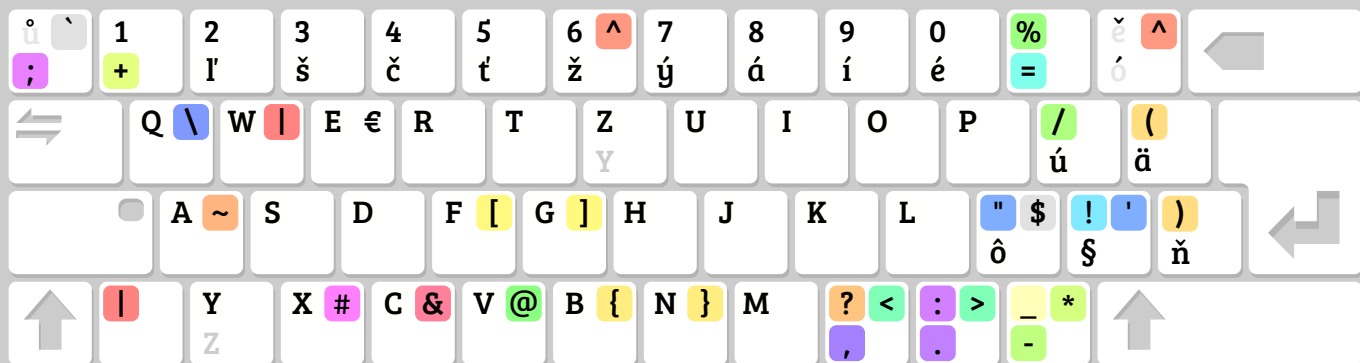 ů ` 1 2 3 4 5 6 ^ 7 8 9 0 % ě ^
; + ľ š č ť ž ý á í é = ó
Q \ W | E € R T Z U I O P / (
Y ú ä
A ~ S D F [ G ] H J K L " $ ! ' )
ô § ň
| Y X # C & V @ B { N } M ? < : > _ *
Z , . -